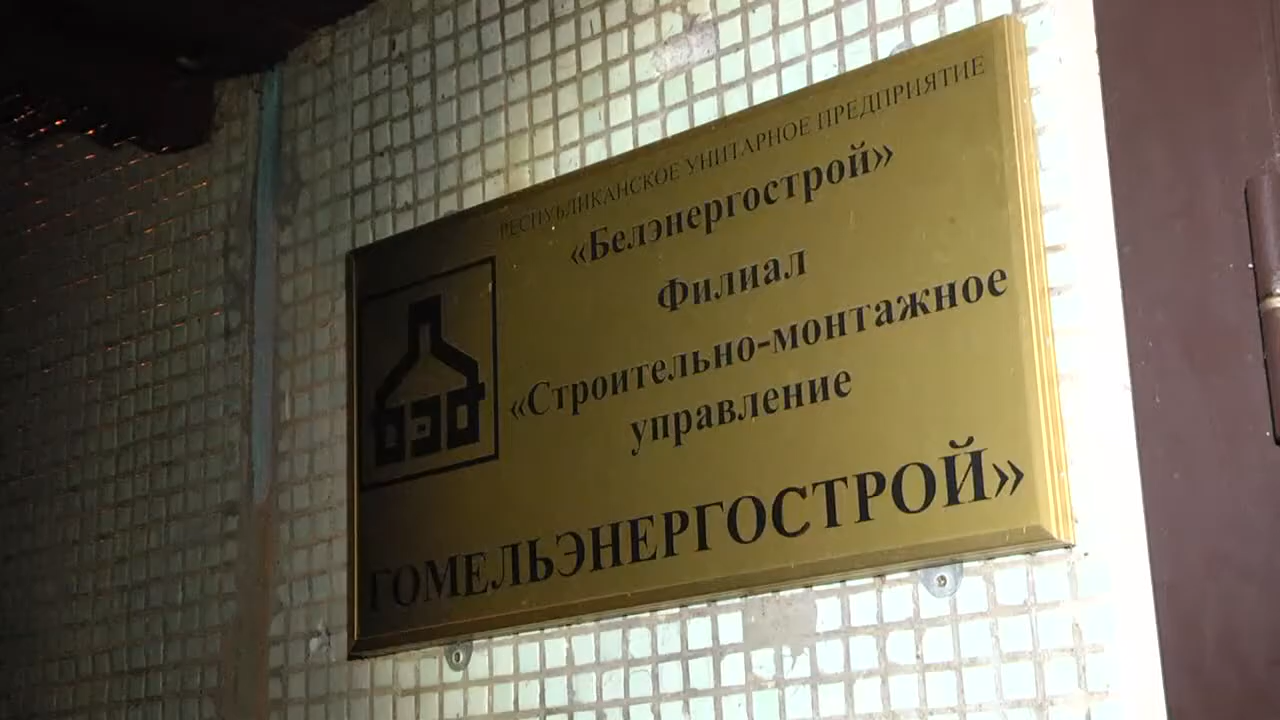 РЕСПУБЛИКАНСКОЕ УНИТАРНОЕ ПРЕДПРИЯТИЕ
«Белэнергострой»
Филиал
«Строительно-монтажное
управление
ГОМЕЛЬЭНЕРГОСТРОЙ»